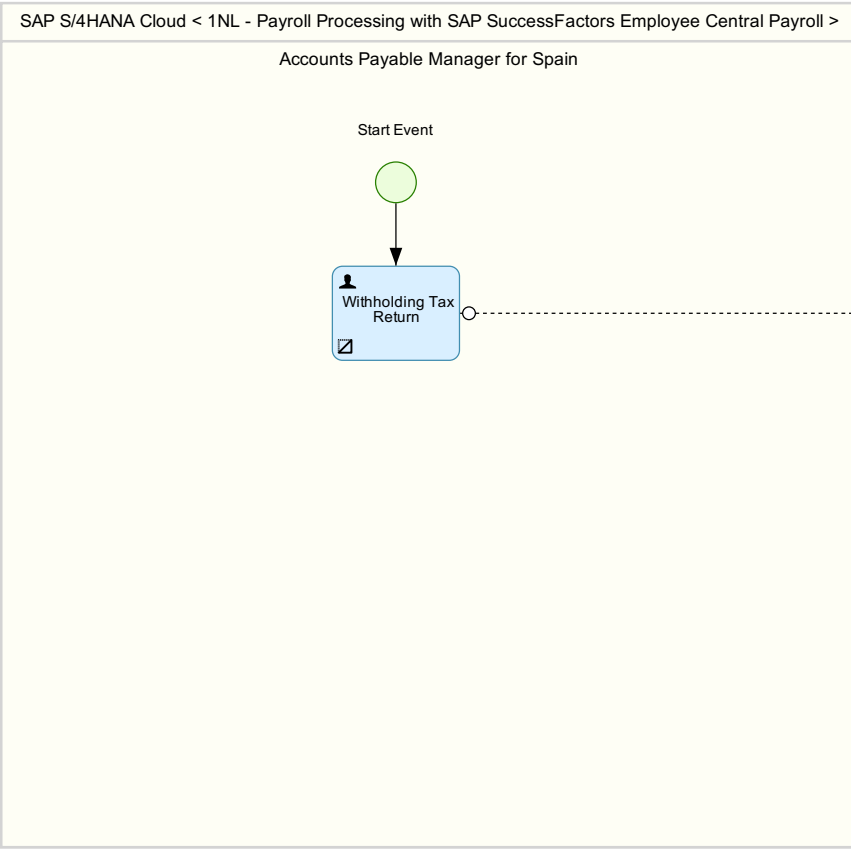 SAP S/4HANA Cloud < 1NL - Payroll Processing with SAP SuccessFactors Employee Central Payroll >
Accounts Payable Manager for Spain
Start Event
Withholding Tax
Return